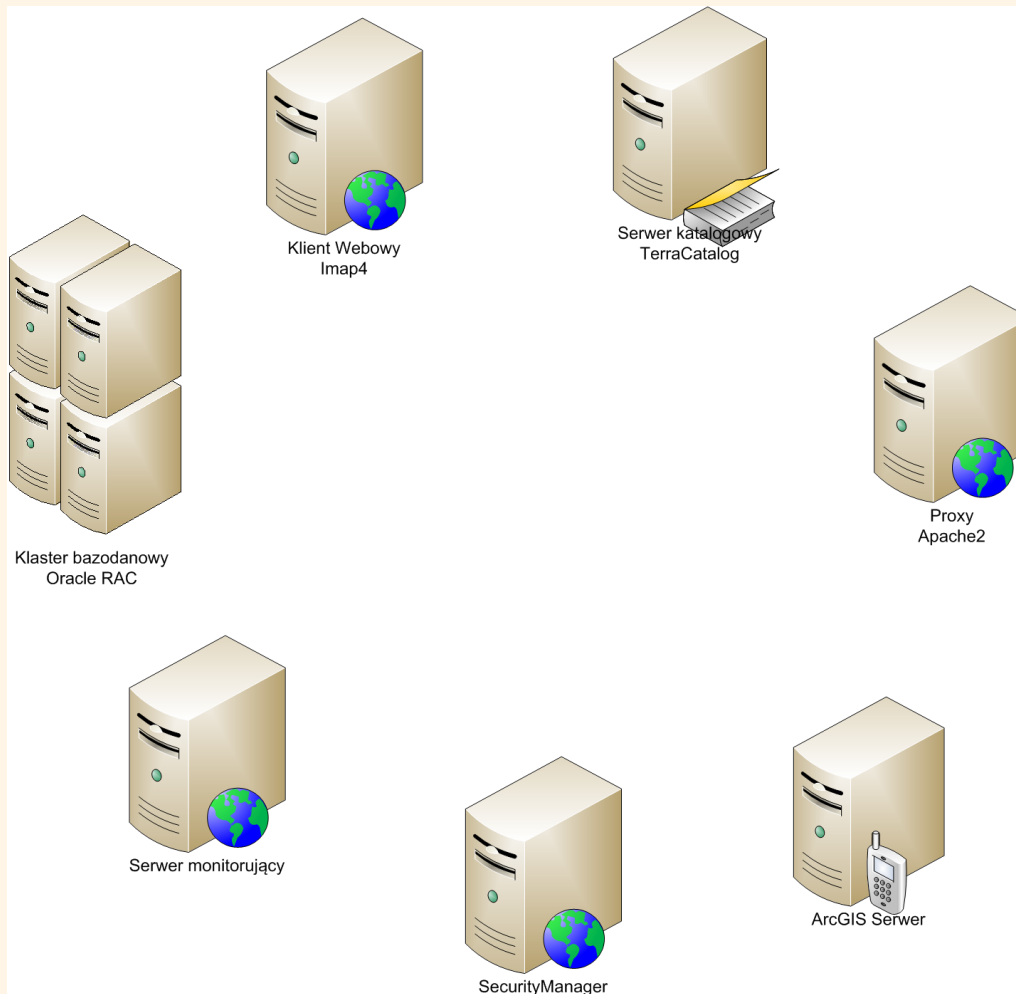 Klient Webowy
Imap4
Serwer katalogowy
TerraCatalog
Proxy
Apache2
Klaster bazodanowy
Oracle RAC
Serwer monitorujący
ArcGIS Serwer
SecurityManager